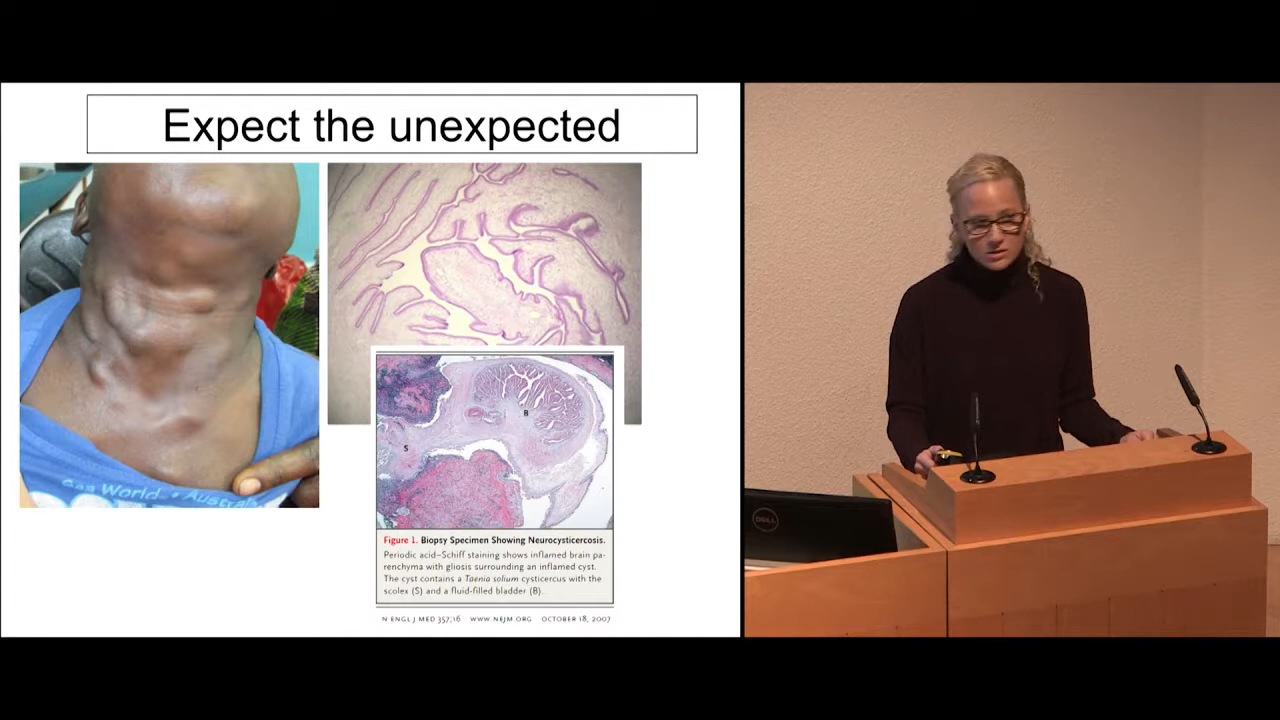 Expect the unexpected
Sea World • Australia
S
B
Figure 1. Biopsy Specimen Showing Neurocysticercosis.
Periodic acid–Schiff staining shows inflamed brain pa-
renchyma with gliosis surrounding an inflamed cyst.
The cyst contains a Taenia solium cysticercus with the
scolex (S) and a fluid-filled bladder (B).
N ENGL J MED 357;16 WWW.NEJM.ORG OCTOBER 18, 2007
DELL